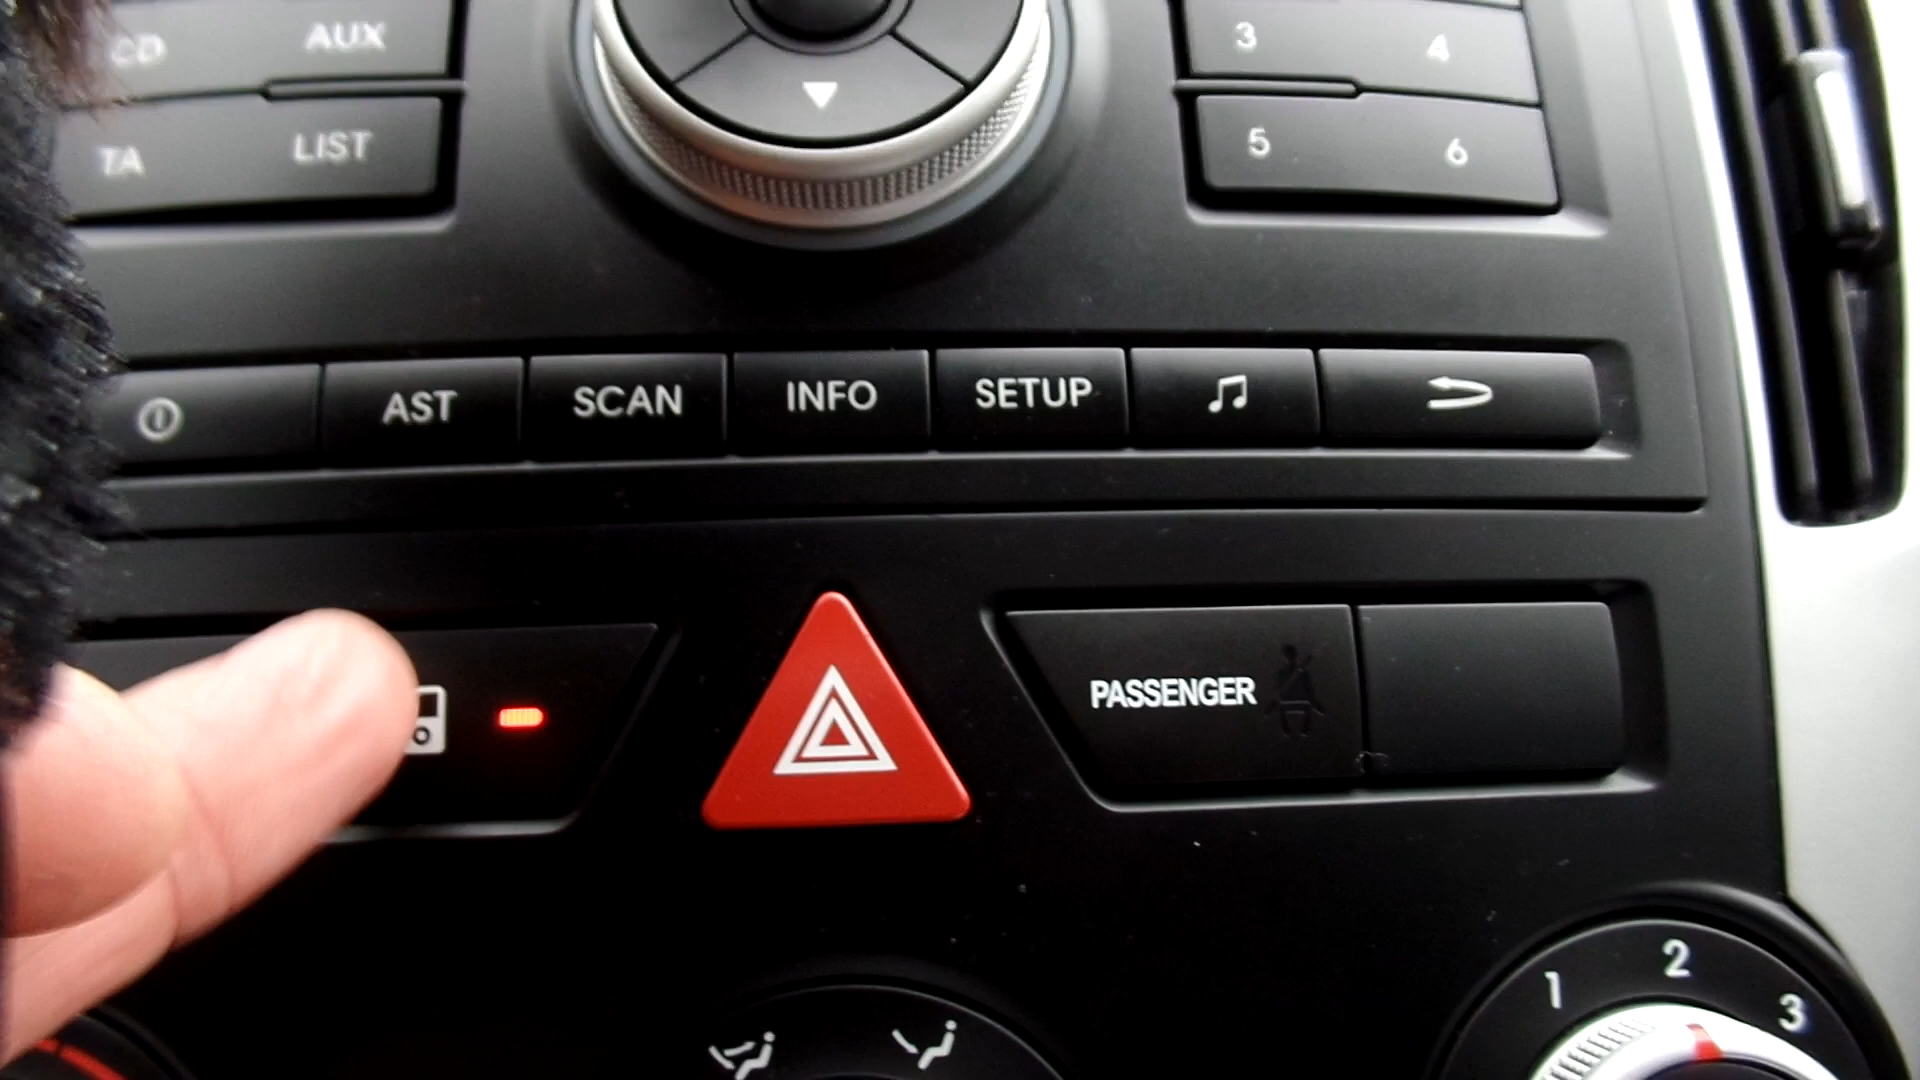 CD AUX
3 4
TA LIST
5 6
AST SCAN INFO SETUP
PASSENGER
1 2 3